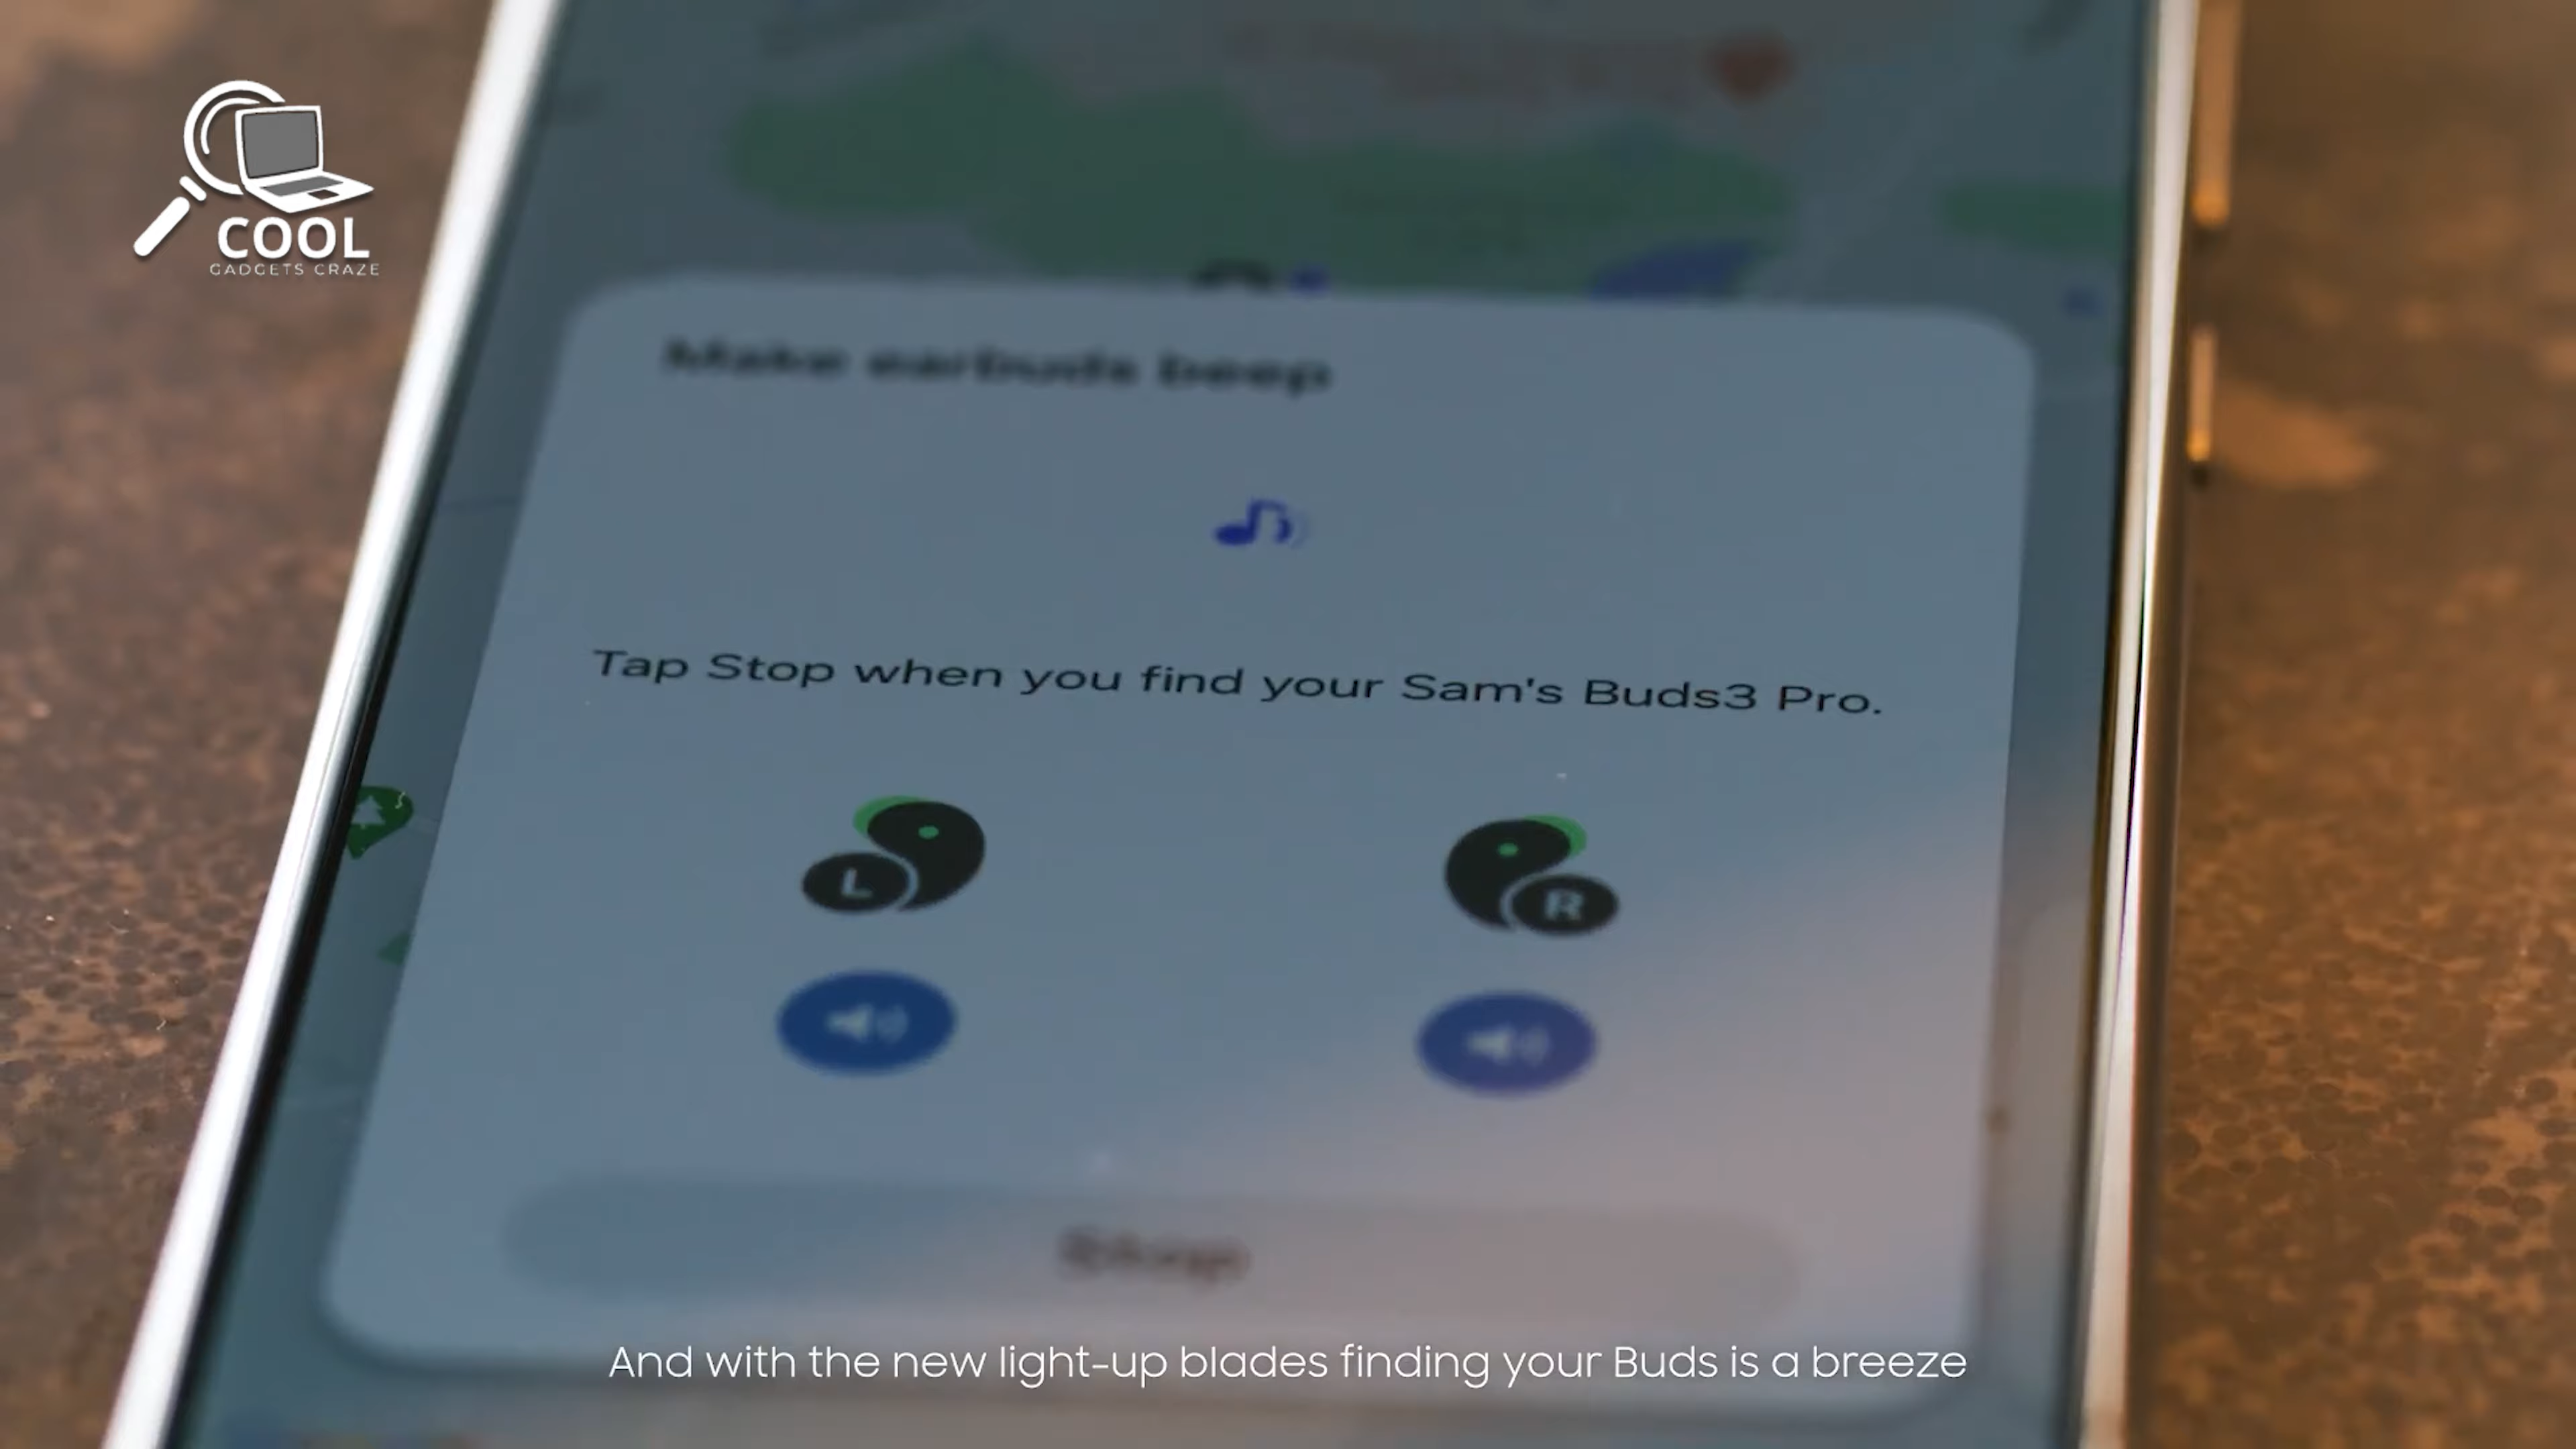 COOL
GADGETS CRAZE
Make earbuds beep
Tap Stop when you find your Sam's Buds3 Pro.
L
R
Stop
And with the new light-up blades finding your Buds is a breeze